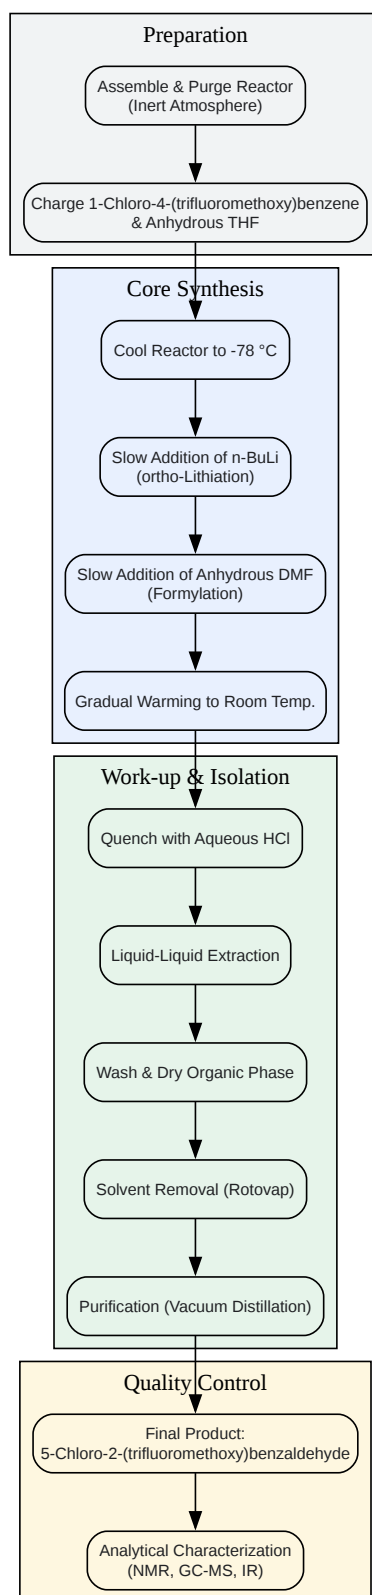 Preparation
Assemble & Purge Reactor
(Inert Atmosphere)
Charge 1-Chloro-4-(trifluoromethoxy)benzene
& Anhydrous THF
Core Synthesis
Cool Reactor to -78 °C
Slow Addition of n-BuLi
(ortho-Lithiation)
Slow Addition of Anhydrous DMF
(Formylation)
Gradual Warming to Room Temp.
Work-up & Isolation
Quench with Aqueous HCl
Liquid-Liquid Extraction
Wash & Dry Organic Phase
Solvent Removal (Rotovap)
Purification (Vacuum Distillation)
Quality Control
Final Product:
5-Chloro-2-(trifluoromethoxy)benzaldehyde
Analytical Characterization
(NMR, GC-MS, IR)